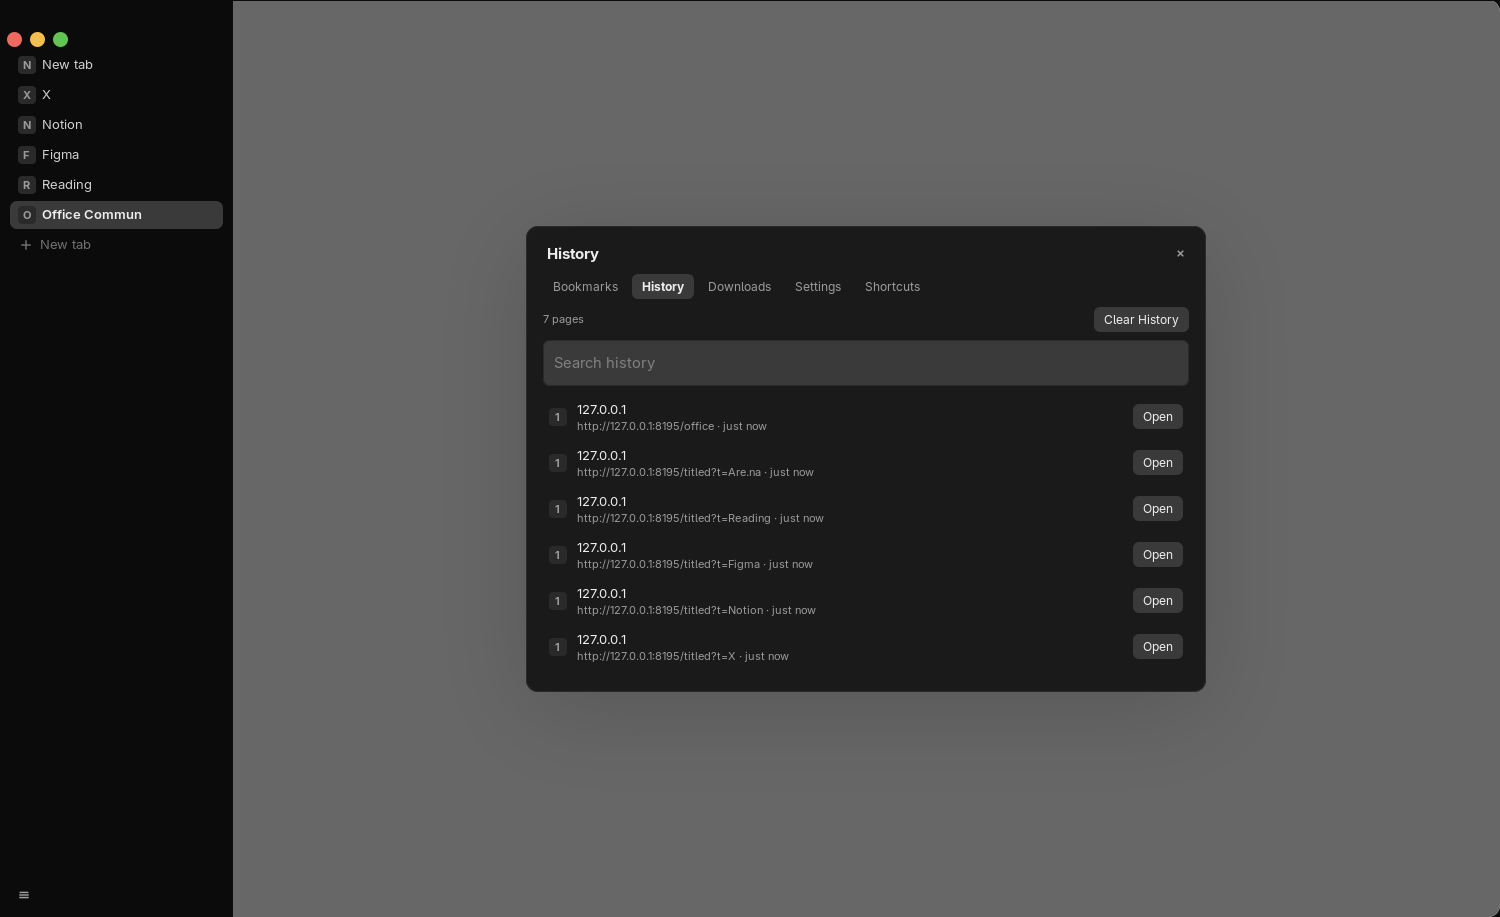 N New tab
X X
N Notion
F Figma
R Reading
O Office Commun
+ New tab
History
×
Bookmarks History Downloads Settings Shortcuts
7 pages
Clear History
Search history
1 127.0.0.1
http://127.0.0.1:8195/office · just now
Open
1 127.0.0.1
http://127.0.0.1:8195/titled?t=Are.na · just now
Open
1 127.0.0.1
http://127.0.0.1:8195/titled?t=Reading · just now
Open
1 127.0.0.1
http://127.0.0.1:8195/titled?t=Figma · just now
Open
1 127.0.0.1
http://127.0.0.1:8195/titled?t=Notion · just now
Open
1 127.0.0.1
http://127.0.0.1:8195/titled?t=X · just now
Open